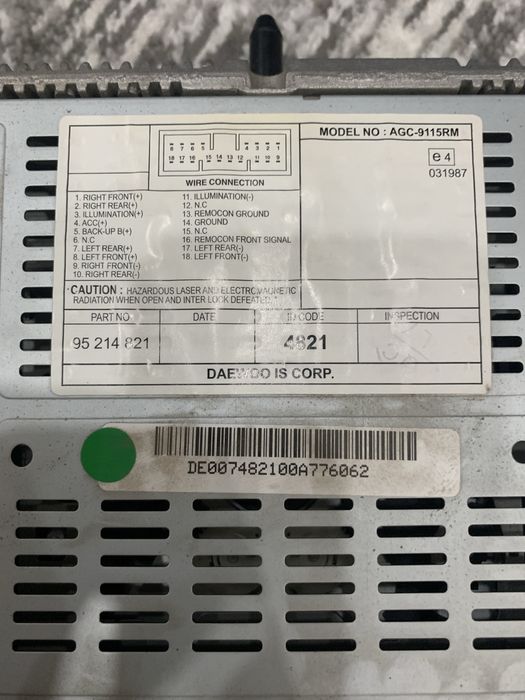 MODEL NO : AGC-9115RM
8 7 6 5 4 3 2 1
18 17 16 15 14 13 12 11 10 9
WIRE CONNECTION
e4
031987
1. RIGHT FRONT(+)
2. RIGHT REAR(+)
3. ILLUMINATION(+)
4. ACC(+)
5. BACK-UP B(+)
6. N.C
7. LEFT REAR(+)
8. LEFT FRONT(+)
9. RIGHT FRONT(-)
10. RIGHT REAR(-)
11. ILLUMINATION(-)
12. N.C
13. REMOCON GROUND
14. GROUND
15. N.C
16. REMOCON FRONT SIGNAL
17. LEFT REAR(-)
18. LEFT FRONT(-)
CAUTION : HAZARDOUS LASER AND ELECTROMAGNETIC
RADIATION WHEN OPEN AND INTER LOCK DEFEATED.
PART NO. DATE ID CODE INSPECTION
95 214 821 4821
DAEWOO IS CORP.
DE007482100A776062